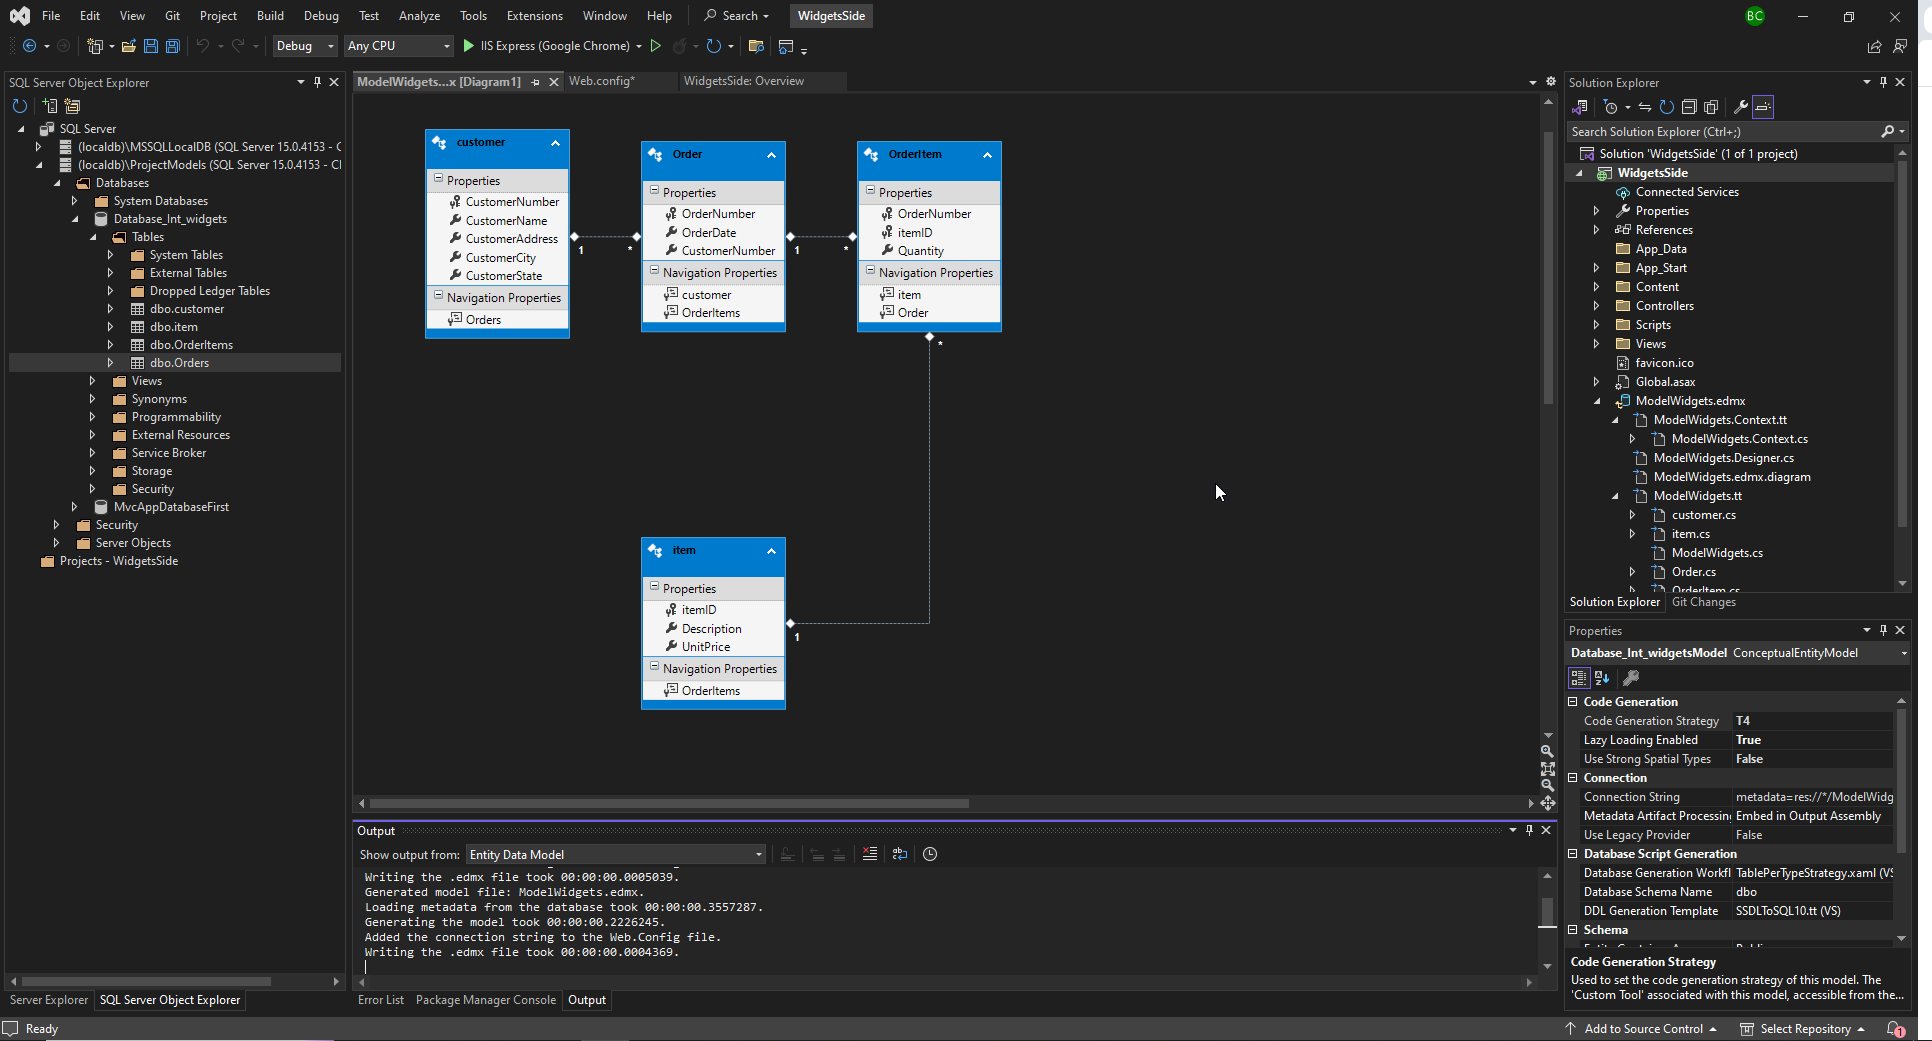 File Edit View Git Project Build Debug Test Analyze Tools Extensions Window Help Search WidgetsSide BC
Debug Any CPU IIS Express (Google Chrome)
SQL Server Object Explorer
SQL Server
(localdb)\MSSQLLocalDB (SQL Server 15.0.4153 - C
(localdb)\ProjectModels (SQL Server 15.0.4153 - Cl
Databases
System Databases
Database_Int_widgets
Tables
System Tables
External Tables
Dropped Ledger Tables
dbo.customer
dbo.item
dbo.OrderItems
dbo.Orders
Views
Synonyms
Programmability
External Resources
Service Broker
Storage
Security
MvcAppDatabaseFirst
Security
Server Objects
Projects - WidgetsSide
Server Explorer SQL Server Object Explorer
ModelWidgets...x [Diagram1] Web.config* WidgetsSide: Overview
customer
Properties
CustomerNumber
CustomerName
CustomerAddress
CustomerCity
CustomerState
Navigation Properties
Orders
1 *
Order
Properties
OrderNumber
OrderDate
CustomerNumber
Navigation Properties
customer
OrderItems
1 *
OrderItem
Properties
OrderNumber
itemID
Quantity
Navigation Properties
item
Order
*
item
Properties
itemID
Description
UnitPrice
Navigation Properties
OrderItems
1
Output
Show output from: Entity Data Model
Writing the .edmx file took 00:00:00.0005039.
Generated model file: ModelWidgets.edmx.
Loading metadata from the database took 00:00:00.3557287.
Generating the model took 00:00:00.2226245.
Added the connection string to the Web.Config file.
Writing the .edmx file took 00:00:00.0004369.
Error List Package Manager Console Output
Solution Explorer
Search Solution Explorer (Ctrl+;)
Solution 'WidgetsSide' (1 of 1 project)
WidgetsSide
Connected Services
Properties
References
App_Data
App_Start
Content
Controllers
Scripts
Views
favicon.ico
Global.asax
ModelWidgets.edmx
ModelWidgets.Context.tt
ModelWidgets.Context.cs
ModelWidgets.Designer.cs
ModelWidgets.edmx.diagram
ModelWidgets.tt
customer.cs
item.cs
ModelWidgets.cs
Order.cs
OrderItem.cs
Solution Explorer Git Changes
Properties
Database_Int_widgetsModel ConceptualEntityModel
Code Generation
Code Generation Strategy T4
Lazy Loading Enabled True
Use Strong Spatial Types False
Connection
Connection String metadata=res://*/ModelWidg
Metadata Artifact Processing Embed in Output Assembly
Use Legacy Provider False
Database Script Generation
Database Generation Workfl TablePerTypeStrategy.xaml (VS
Database Schema Name dbo
DDL Generation Template SSDLToSQL10.tt (VS)
Schema
Code Generation Strategy
Used to set the code generation strategy of this model. The
'Custom Tool' associated with this model, accessible from the...
Ready Add to Source Control Select Repository 1